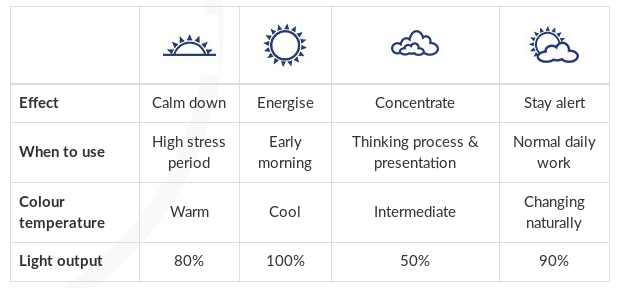 Effect Calm down Energise Concentrate Stay alert
When to use High stress period Early morning Thinking process & presentation Normal daily work
Colour temperature Warm Cool Intermediate Changing naturally
Light output 80% 100% 50% 90%